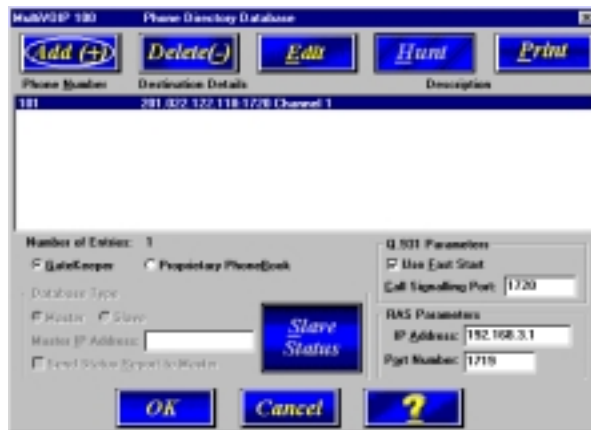 MultiVOIP 100 Phone Directory Database
Add (+) Delete(-) Edit Hunt Print
Phone Number Destination Details Description
101 201.022.122.118:1720 Channel 1
Number of Entries: 1
GateKeeper Proprietary PhoneBook
Database Type
Master Slave
Master IP Address:
Send Status Report to Master
Slave Status
Q.931 Parameters
Use Fast Start
Call Signalling Port: 1720
RAS Parameters
IP Address: 192.168.3.1
Port Number: 1719
OK Cancel ?